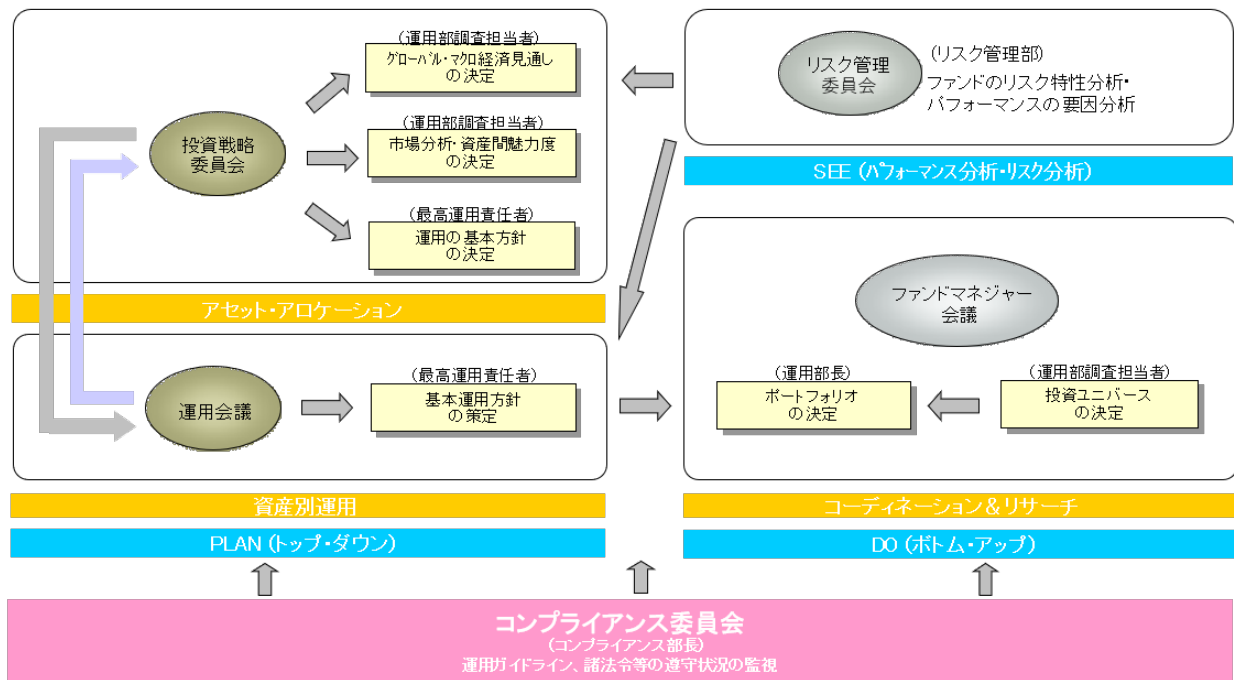 (運用部調査担当者)
グローバル・マクロ経済見通し
の決定
投資戦略
委員会
(運用部調査担当者)
市場分析・資産間魅力度
の決定
(最高運用責任者)
運用の基本方針
の決定
アセット・アロケーション
リスク管理
委員会
(リスク管理部)
ファンドのリスク特性分析・
パフォーマンスの要因分析
SEE (パフォーマンス分析・リスク分析)
運用会議
(最高運用責任者)
基本運用方針
の策定
資産別運用
PLAN (トップ・ダウン)
ファンドマネジャー
会議
(運用部長)
ポートフォリオ
の決定
(運用部調査担当者)
投資ユニバース
の決定
コーディネーション＆リサーチ
DO (ボトム・アップ)
コンプライアンス委員会
(コンプライアンス部長)
運用ガイドライン、諸法令等の遵守状況の監視